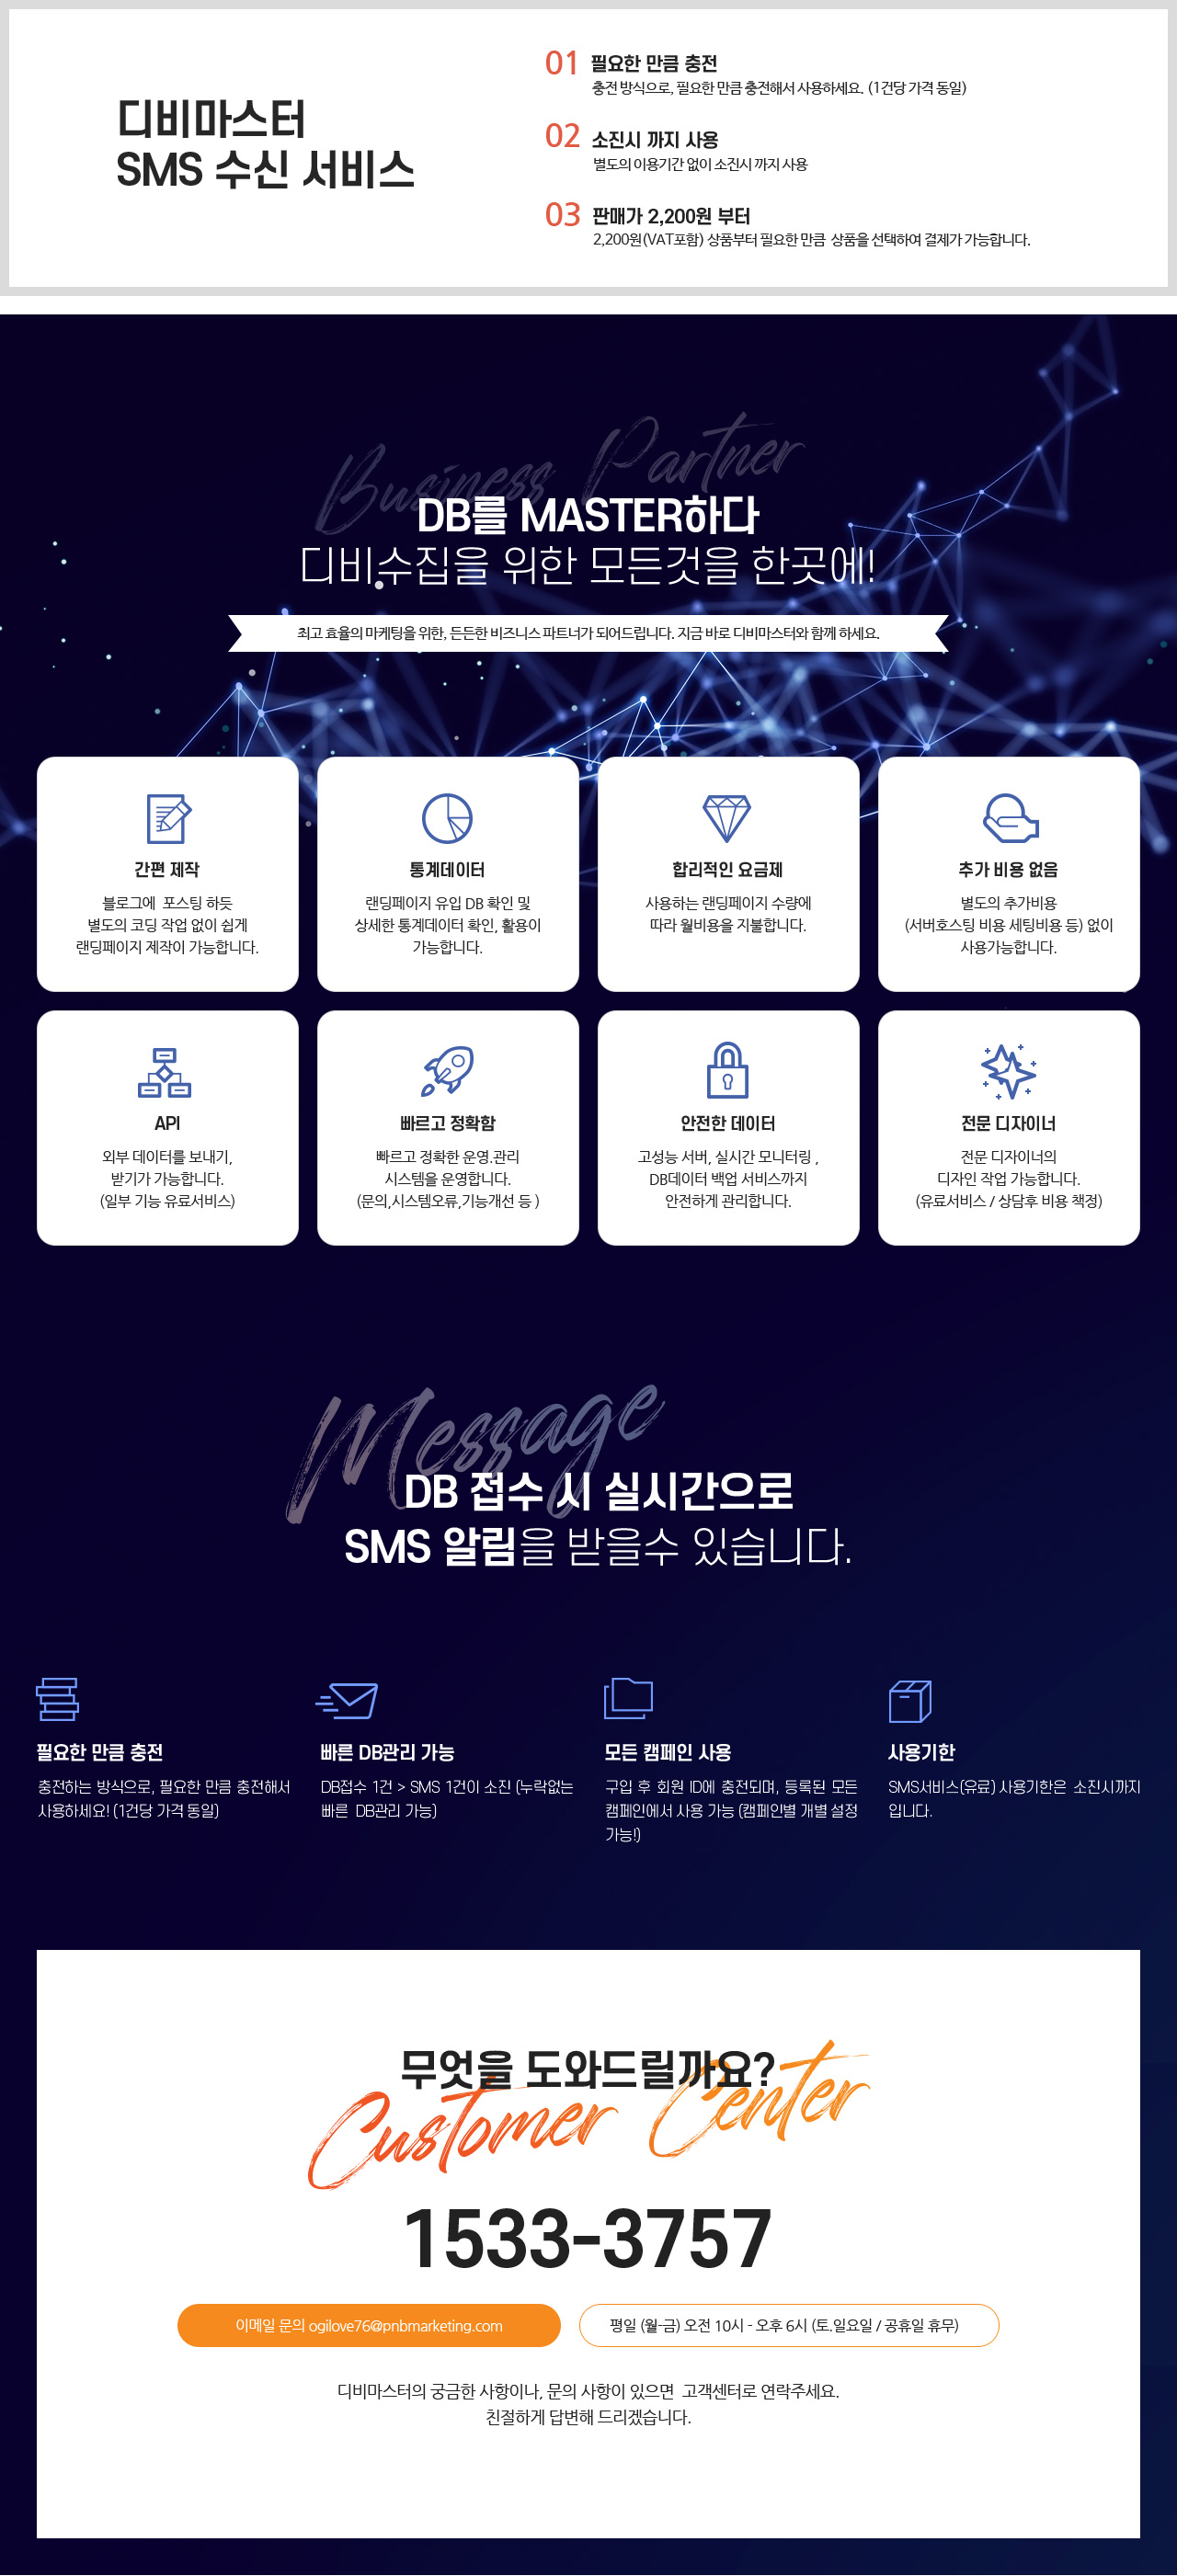 디비마스터
SMS 수신 서비스
01 필요한 만큼 충전
충전 방식으로, 필요한 만큼 충전해서 사용하세요. (1건당 가격 동일)
02 소진시 까지 사용
별도의 이용기간 없이 소진시 까지 사용
03 판매가 2,200원 부터
2,200원(VAT포함) 상품부터 필요한 만큼 상품을 선택하여 결제가 가능합니다.
Business Partner
DB를 MASTER하다
디비수집을 위한 모든것을 한곳에!
최고 효율의 마케팅을 위한, 든든한 비즈니스 파트너가 되어드립니다. 지금 바로 디비마스터와 함께 하세요.
간편 제작
블로그에 포스팅 하듯
별도의 코딩 작업 없이 쉽게
랜딩페이지 제작이 가능합니다.
통계데이터
랜딩페이지 유입 DB 확인 및
상세한 통계데이터 확인, 활용이
가능합니다.
합리적인 요금제
사용하는 랜딩페이지 수량에
따라 월비용을 지불합니다.
추가 비용 없음
별도의 추가비용
(서버호스팅 비용 세팅비용 등) 없이
사용가능합니다.
API
외부 데이터를 보내기,
받기가 가능합니다.
(일부 기능 유료서비스)
빠르고 정확함
빠르고 정확한 운영.관리
시스템을 운영합니다.
(문의,시스템오류,기능개선 등 )
안전한 데이터
고성능 서버, 실시간 모니터링 ,
DB데이터 백업 서비스까지
안전하게 관리합니다.
전문 디자이너
전문 디자이너의
디자인 작업 가능합니다.
(유료서비스 / 상담후 비용 책정)
Message
DB 접수 시 실시간으로
SMS 알림을 받을수 있습니다.
필요한 만큼 충전
충전하는 방식으로, 필요한 만큼 충전해서
사용하세요! (1건당 가격 동일)
빠른 DB관리 가능
DB접수 1건 > SMS 1건이 소진 (누락없는
빠른 DB관리 가능)
모든 캠페인 사용
구입 후 회원 ID에 충전되며, 등록된 모든
캠페인에서 사용 가능 (캠페인별 개별 설정
가능!)
사용기한
SMS서비스(유료) 사용기한은 소진시까지
입니다.
무엇을 도와드릴까요?
Customer Center
1533-3757
이메일 문의 ogilove76@pnbmarketing.com
평일 (월-금) 오전 10시 - 오후 6시 (토.일요일 / 공휴일 휴무)
디비마스터의 궁금한 사항이나, 문의 사항이 있으면 고객센터로 연락주세요.
친절하게 답변해 드리겠습니다.